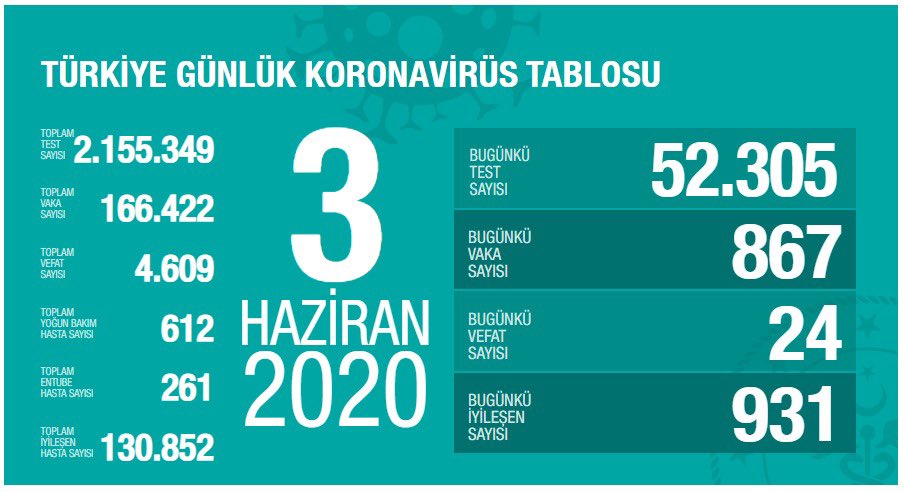 TÜRKİYE GÜNLÜK KORONAVİRÜS TABLOSU
TOPLAM
TEST
SAYISI
2.155.349
TOPLAM
VAKA
SAYISI
166.422
TOPLAM
VEFAT
SAYISI
4.609
TOPLAM
YOĞUN BAKIM
HASTA SAYISI
612
TOPLAM
ENTUBE
HASTA SAYISI
261
TOPLAM
İYİLEŞEN
HASTA SAYISI
130.852
3
HAZİRAN
2020
BUGÜNKÜ
TEST
SAYISI
52.305
BUGÜNKÜ
VAKA
SAYISI
867
BUGÜNKÜ
VEFAT
SAYISI
24
BUGÜNKÜ
İYİLEŞEN
SAYISI
931